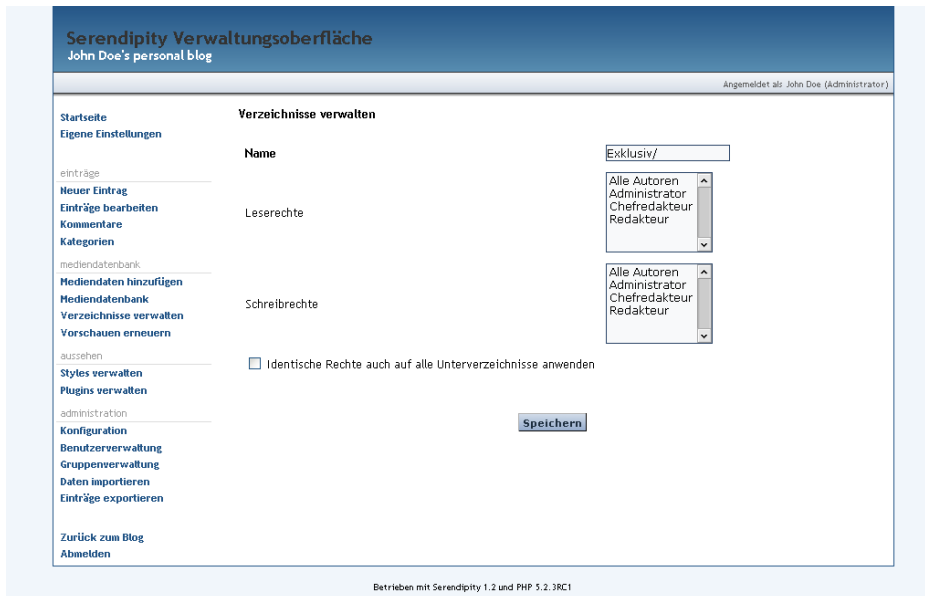 Serendipity Verwaltungsoberfläche
John Doe's personal blog
Angemeldet als John Doe (Administrator)
Startseite
Eigene Einstellungen
einträge
Neuer Eintrag
Einträge bearbeiten
Kommentare
Kategorien
mediendatenbank
Mediendaten hinzufügen
Mediendatenbank
Verzeichnisse verwalten
Vorschauen erneuern
aussehen
Styles verwalten
Plugins verwalten
administration
Konfiguration
Benutzerverwaltung
Gruppenverwaltung
Daten importieren
Einträge exportieren
Zurück zum Blog
Abmelden
Verzeichnisse verwalten
Name
Exklusiv/
Leserechte
Alle Autoren
Administrator
Chefredakteur
Redakteur
Schreibrechte
Alle Autoren
Administrator
Chefredakteur
Redakteur
Identische Rechte auch auf alle Unterverzeichnisse anwenden
Speichern
Betrieben mit Serendipity 1.2 und PHP 5.2.3RC1